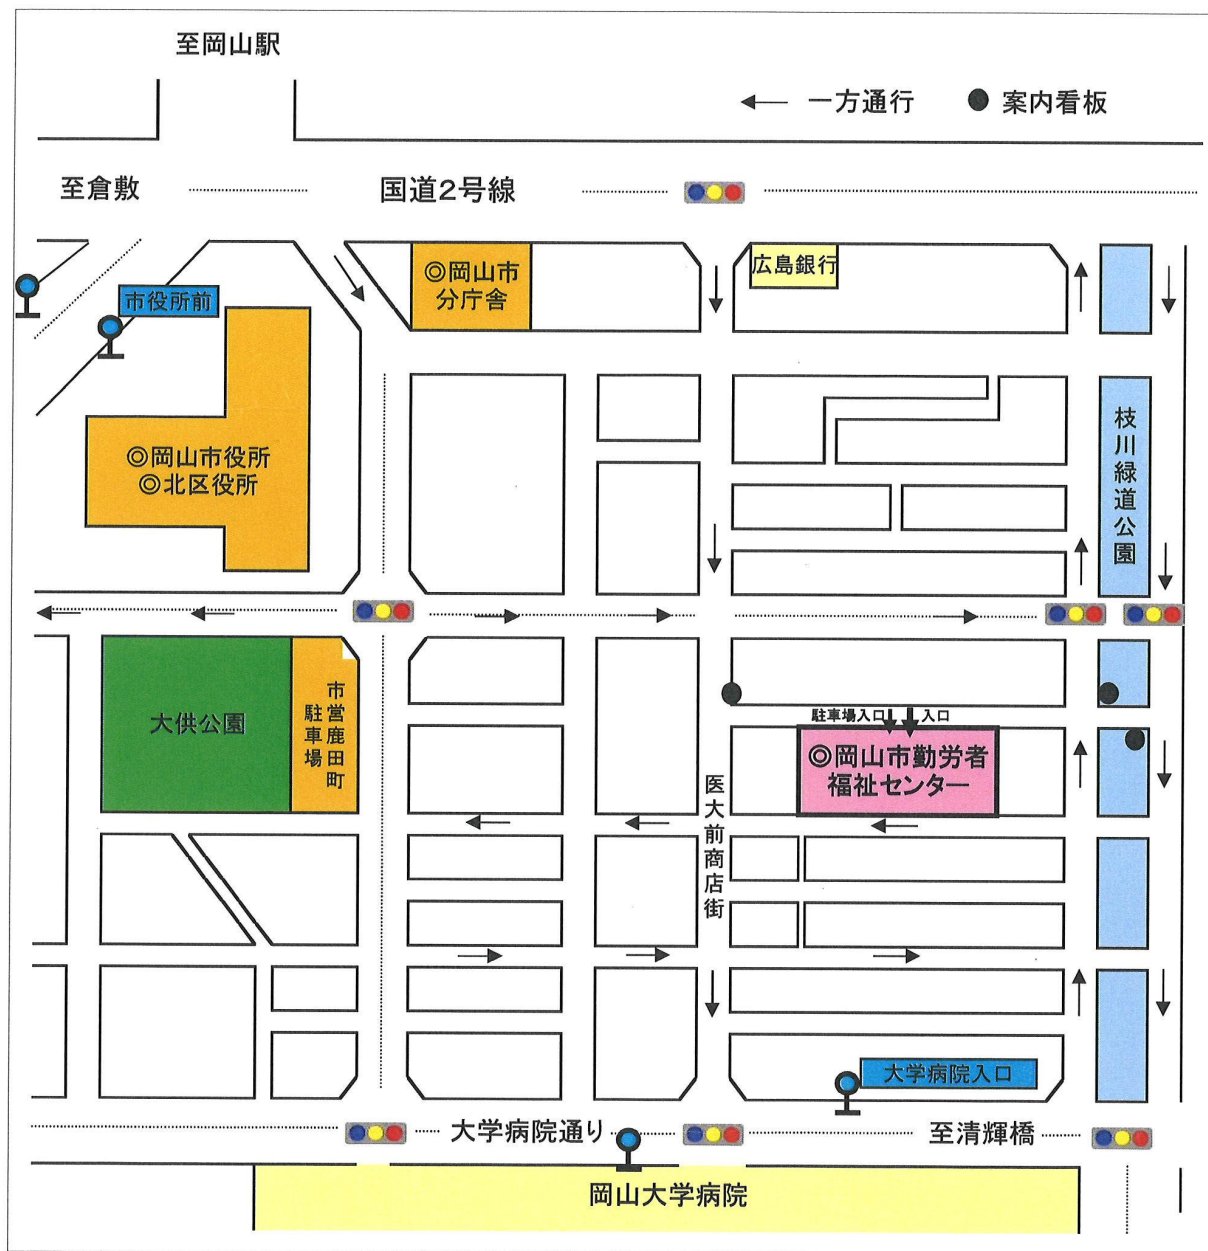 至岡山駅
一方通行
案内看板
至倉敷
国道2号線
広島銀行
◎岡山市
分庁舎
市役所前
枝川緑道公園
◎岡山市役所
◎北区役所
大供公園
市営鹿田町
駐車場
駐車場入口
入口
◎岡山市勤労者
福祉センター
医大前商店街
大学病院入口
大学病院通り
至清輝橋
岡山大学病院